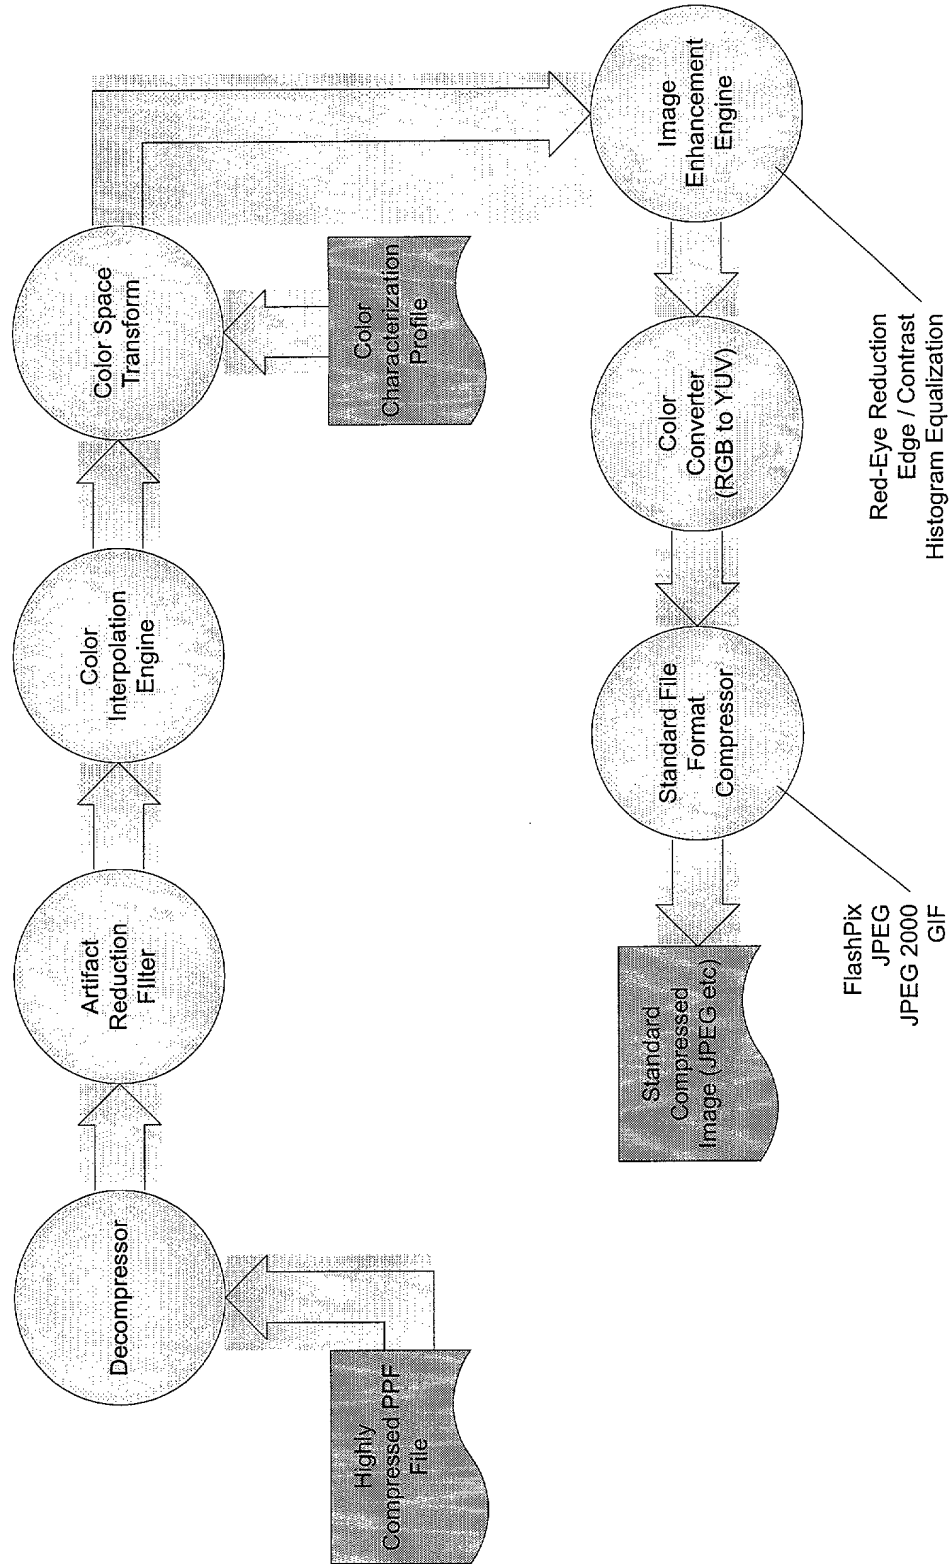 Highly
Compressed PPF
File
Decompressor
Artifact
Reduction
FIlter
Color
Interpolation
Engine
Color Space
Transform
Color
Characterization
Profile
Image
Enhancement
Engine
Red-Eye Reduction
Edge / Contrast
Histogram Equalization
Color
Converter
(RGB to YUV)
Standard File
Format
Compressor
FlashPix
JPEG
JPEG 2000
GIF
Standard
Compressed
Image (JPEG etc)